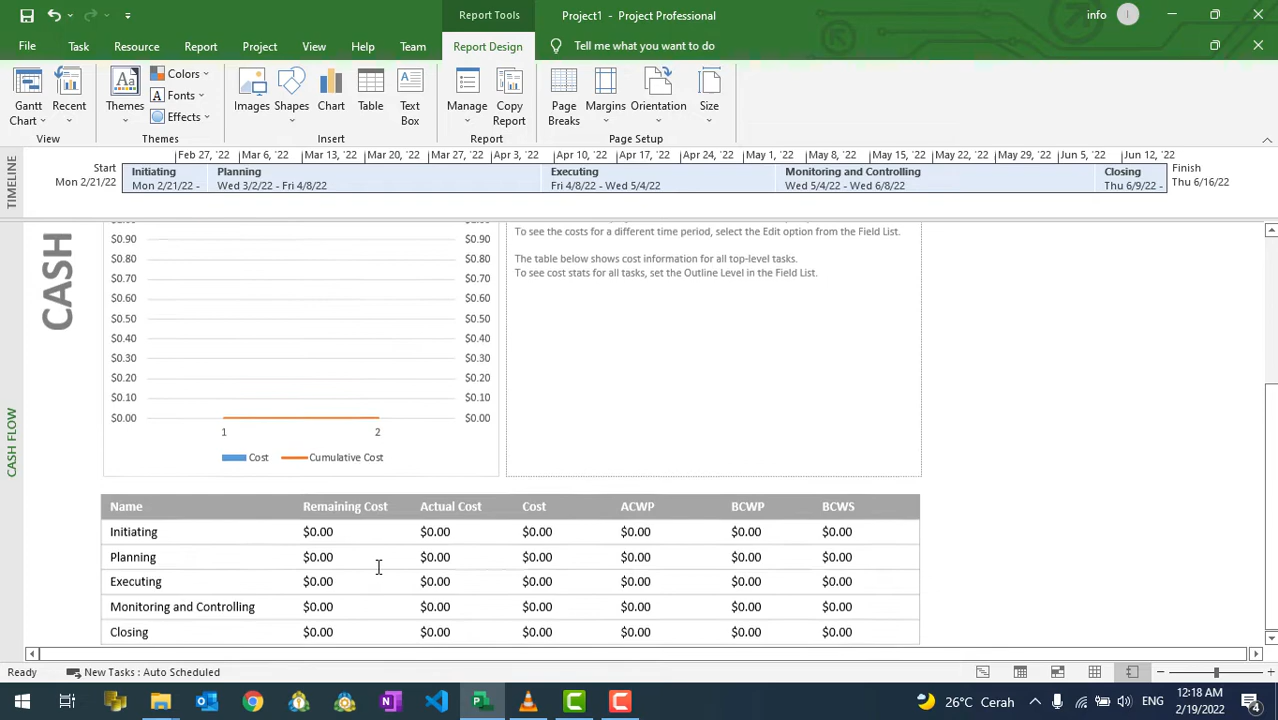 Report Tools
Project1 - Project Professional
info
I
File
Task
Resource
Report
Project
View
Help
Team
Report Design
Tell me what you want to do
Gantt Chart
Recent
View
Themes
Colors
Fonts
Effects
Themes
Images
Shapes
Chart
Table
Text Box
Insert
Manage
Copy Report
Report
Page Breaks
Margins
Orientation
Size
Page Setup
TIMELINE
Feb 27, '22
Mar 6, '22
Mar 13, '22
Mar 20, '22
Mar 27, '22
Apr 3, '22
Apr 10, '22
Apr 17, '22
Apr 24, '22
May 1, '22
May 8, '22
May 15, '22
May 22, '22
May 29, '22
Jun 5, '22
Jun 12, '22
Start
Mon 2/21/22
Initiating
Mon 2/21/22 -
Planning
Wed 3/2/22 - Fri 4/8/22
Executing
Fri 4/8/22 - Wed 5/4/22
Monitoring and Controlling
Wed 5/4/22 - Wed 6/8/22
Closing
Thu 6/9/22 -
Finish
Thu 6/16/22
CASH FLOW
CASH
$0.90 $0.90
$0.80 $0.80
$0.70 $0.70
$0.60 $0.60
$0.50 $0.50
$0.40 $0.40
$0.30 $0.30
$0.20 $0.20
$0.10 $0.10
$0.00 $0.00
1 2
Cost Cumulative Cost
To see the costs for a different time period, select the Edit option from the Field List.
The table below shows cost information for all top-level tasks.
To see cost stats for all tasks, set the Outline Level in the Field List.
Name Remaining Cost Actual Cost Cost ACWP BCWP BCWS
Initiating $0.00 $0.00 $0.00 $0.00 $0.00 $0.00
Planning $0.00 $0.00 $0.00 $0.00 $0.00 $0.00
Executing $0.00 $0.00 $0.00 $0.00 $0.00 $0.00
Monitoring and Controlling $0.00 $0.00 $0.00 $0.00 $0.00 $0.00
Closing $0.00 $0.00 $0.00 $0.00 $0.00 $0.00
Ready
New Tasks : Auto Scheduled
26°C Cerah
ENG
12:18 AM
2/19/2022
4